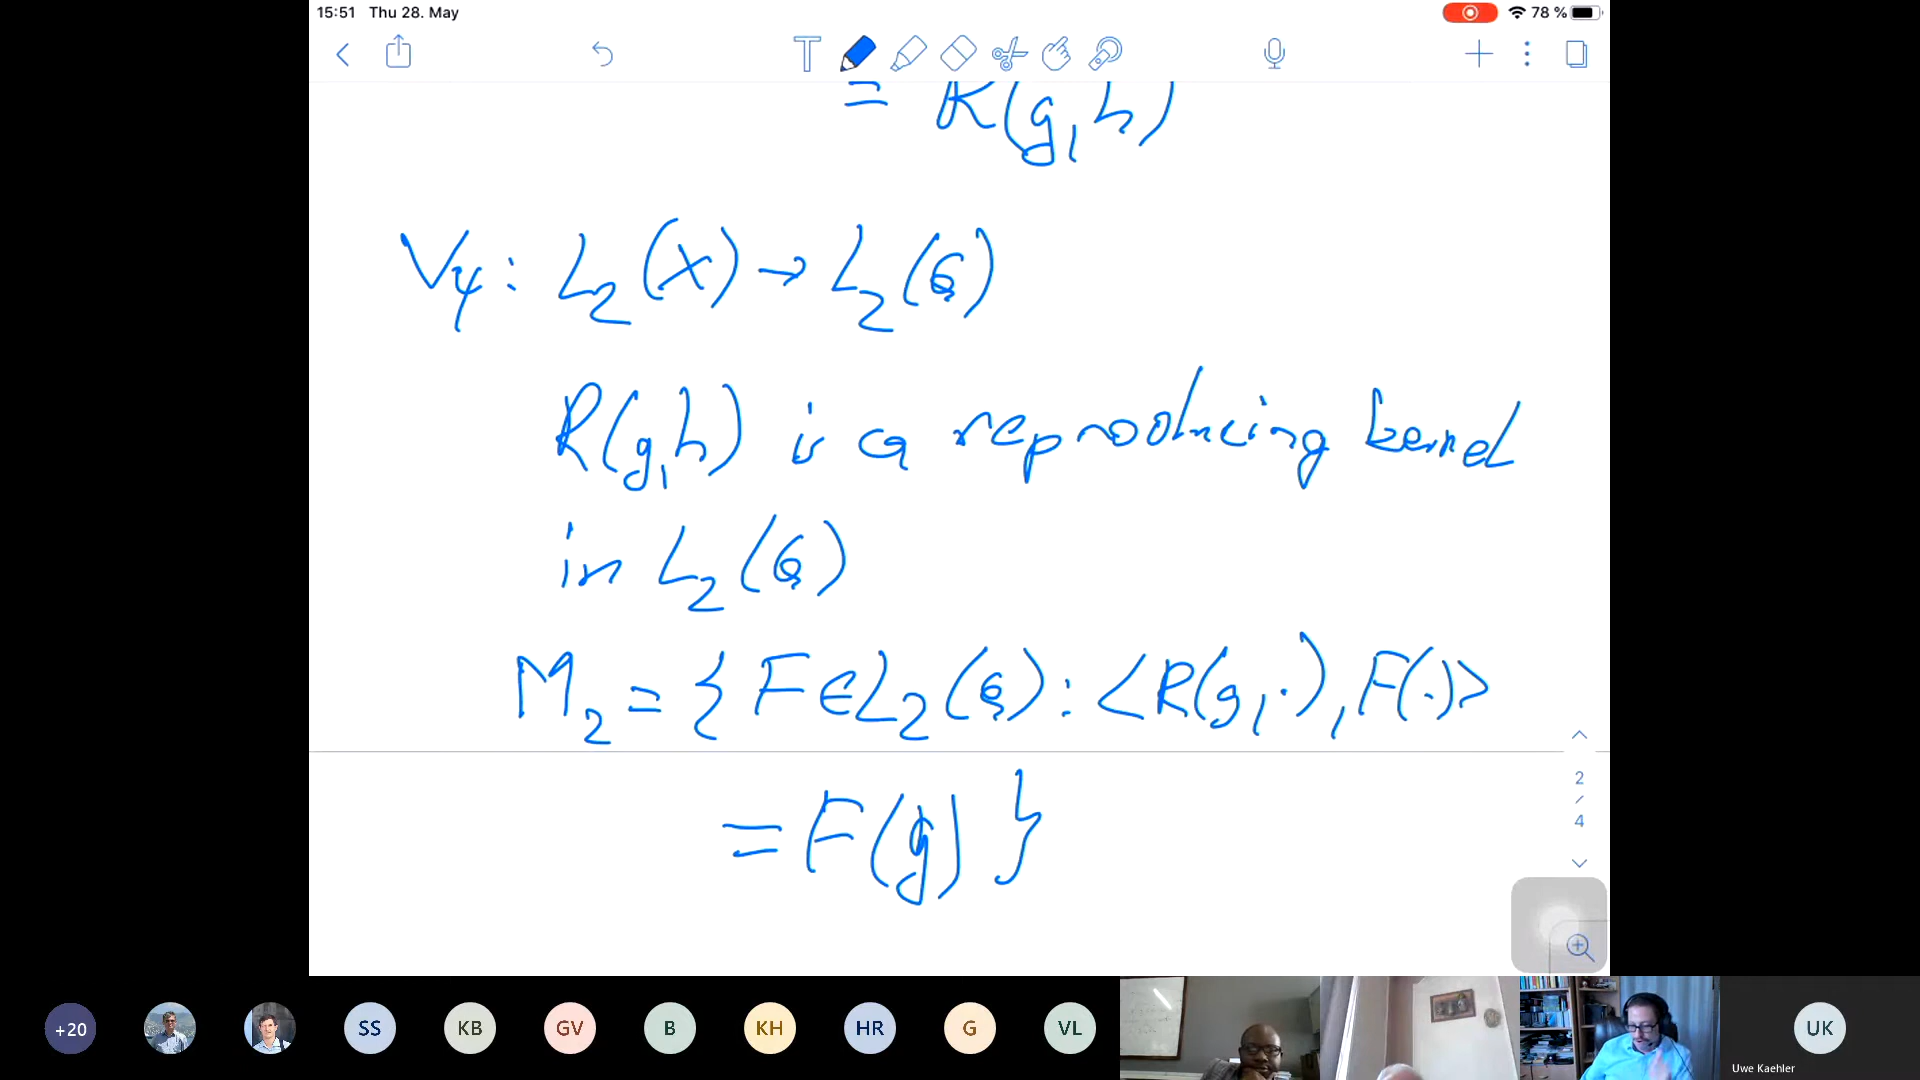 15:51 Thu 28. May 78 %
T
= R(g,h)
Vψ : L₂(X) → L₂(G)
R(g,h) is a reproducing kernel
in L₂(G)
M₂ = { F ∈ L₂(G) : <R(g,·), F(·)>
= F(g) }
2
/
4
+20 SS KB GV B KH HR G VL UK
Uwe Kaehler